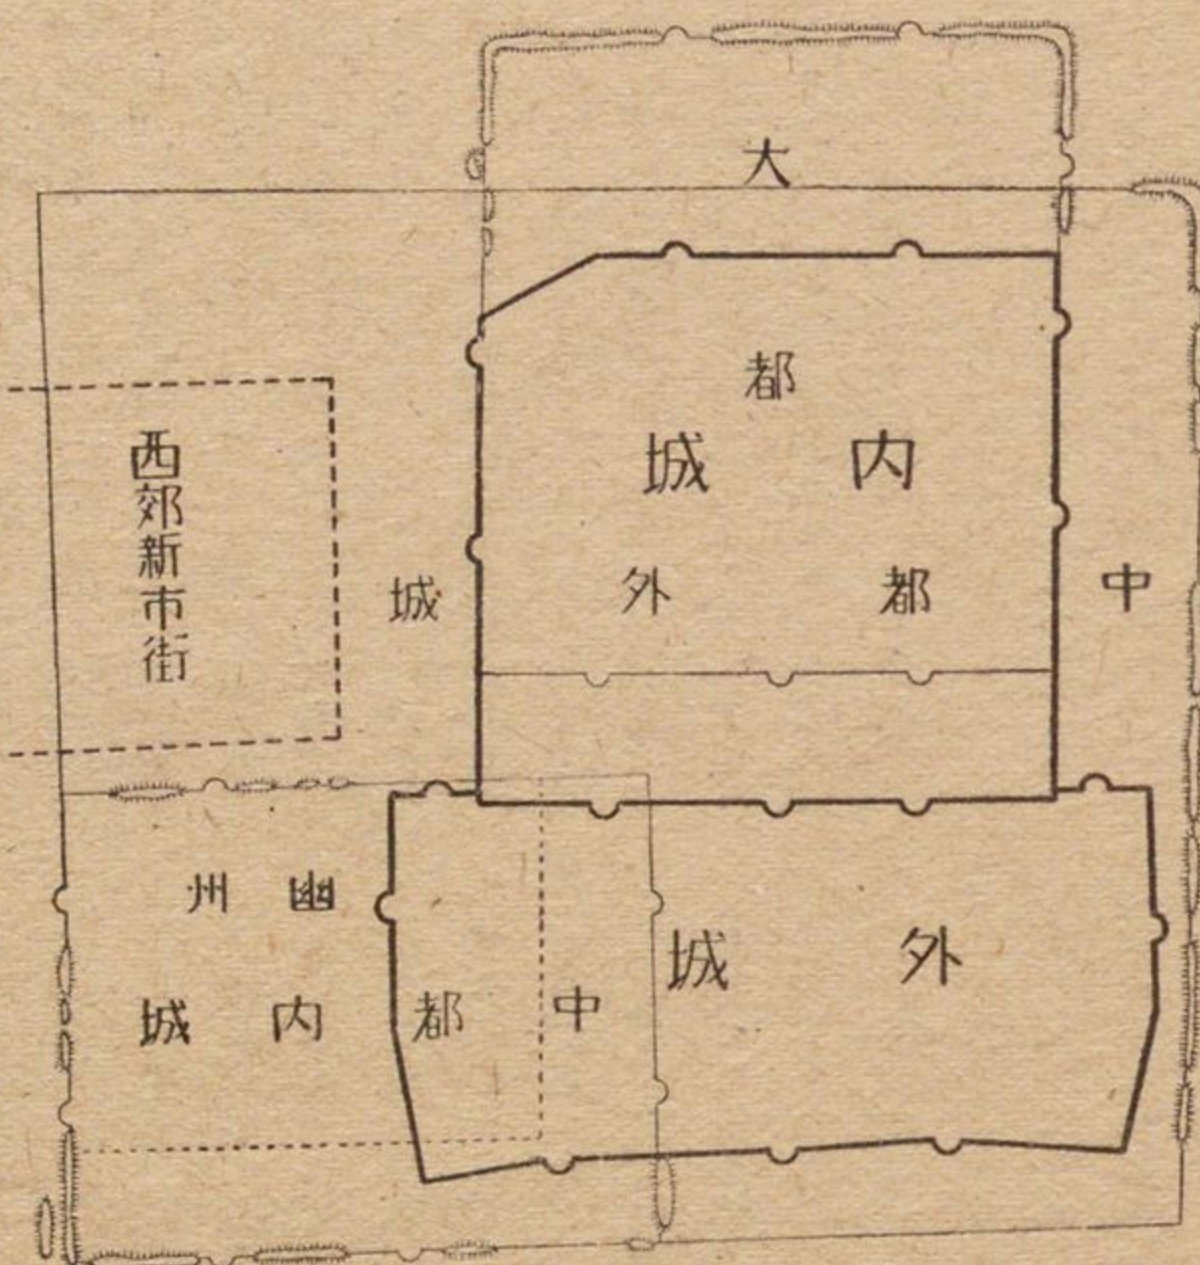 大
都
城　　内
外　　都
城　　中
西郊新市街
州　幽
城　　外
城　内　都　中